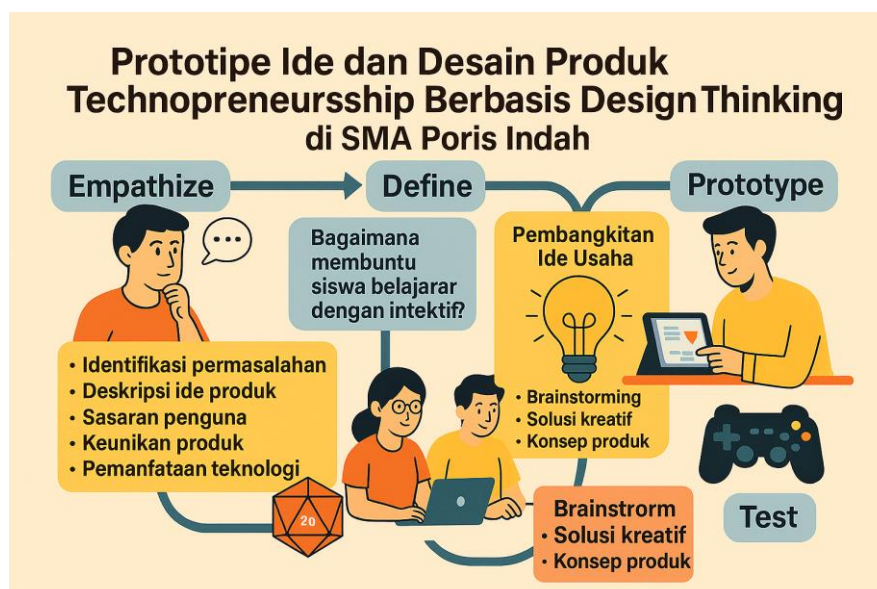 Prototipe Ide dan Desain Produk
Technopreneursship Berbasis Design Thinking
di SMA Poris Indah
Empathize
Define
Prototype
Bagaimana
membuntu
siswa belajarar
dengan intektif?
Pembangkitan
Ide Usaha
• Identifikasi permasalahan
• Deskripsi ide produk
• Sasaran penguna
• Keunikan produk
• Pemanfataan teknologi
• Brainstorming
• Solusi kreatif
• Konsep produk
20
Brainstrorm
• Solusi kreatif
• Konsep produk
Test